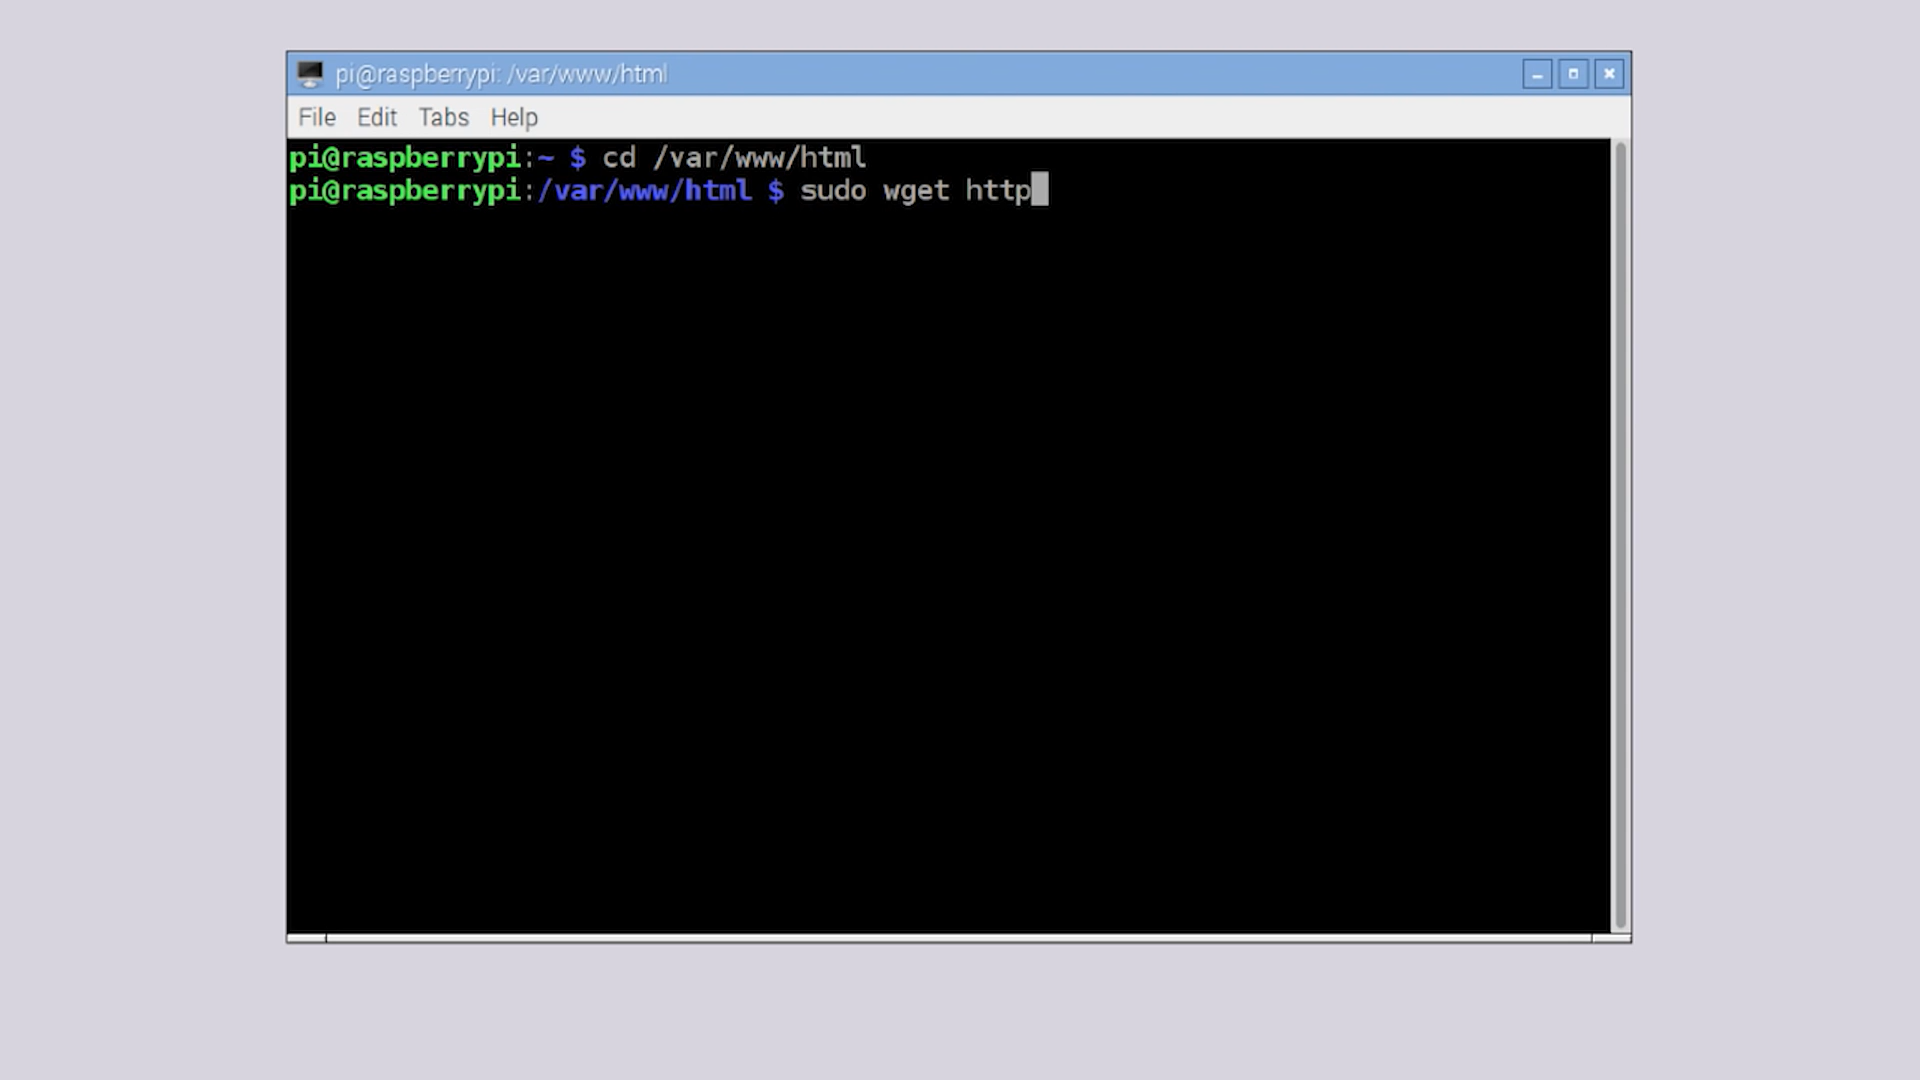 pi@raspberrypi: /var/www/html
File Edit Tabs Help
pi@raspberrypi:~ $ cd /var/www/html
pi@raspberrypi:/var/www/html $ sudo wget http